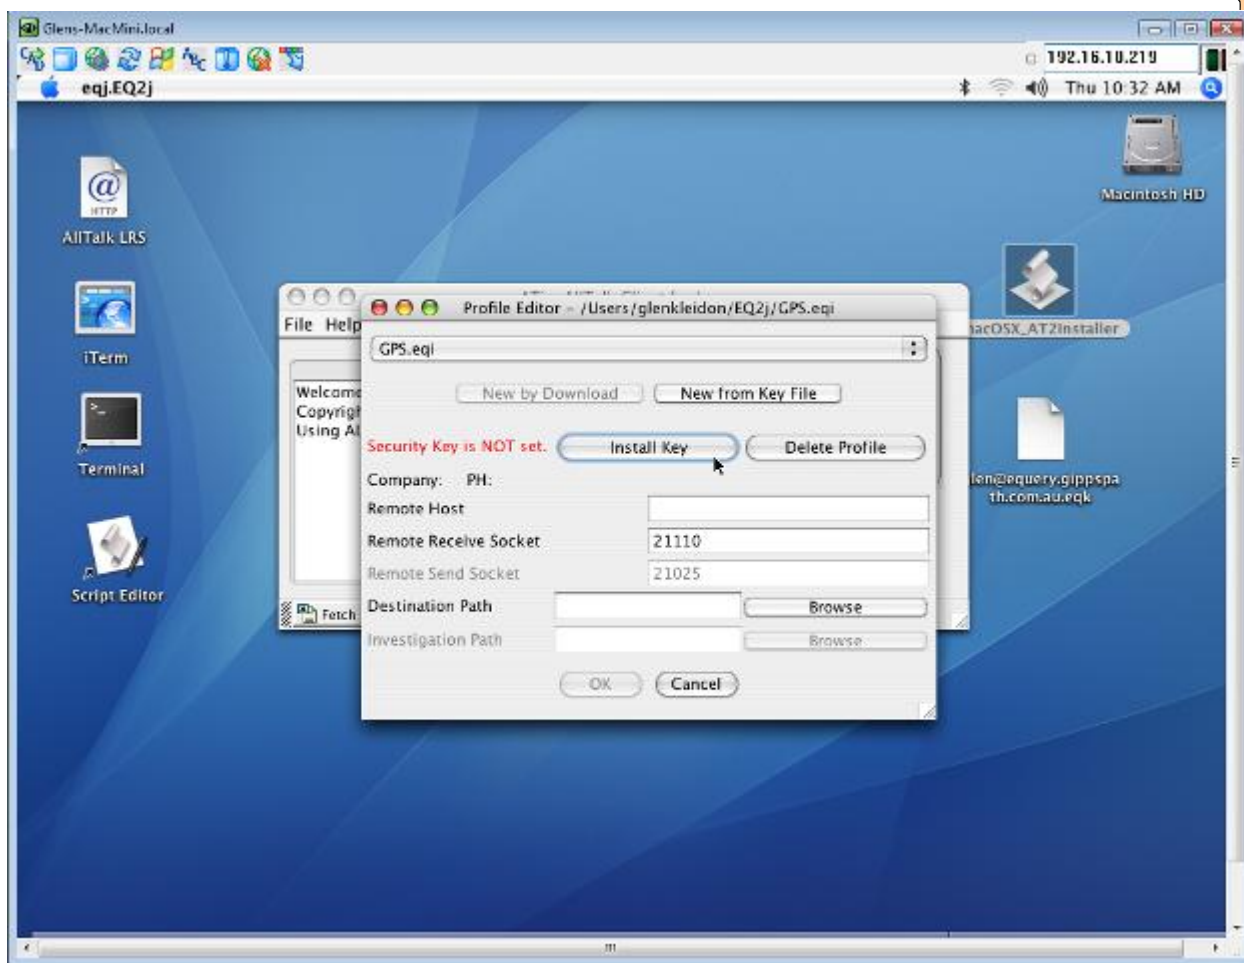 Glens-MacMini.local
192.16.10.219
eqj.EQ2j
Thu 10:32 AM
Macintosh HD
HTTP
AllTalk LRS
iTerm
Terminal
Script Editor
File Help
Welcome
Copyrigh
Using Al
Fetch
Profile Editor - /Users/glenkleidon/EQ2j/GPS.eqi
GPS.eqi
New by Download
New from Key File
Security Key is NOT set.
Install Key
Delete Profile
Company: PH:
Remote Host
Remote Receive Socket
21110
Remote Send Socket
21025
Destination Path
Browse
Investigation Path
Browse
OK
Cancel
macOSX_AT2Installer
len@equery.gippspa
th.com.au.eqk